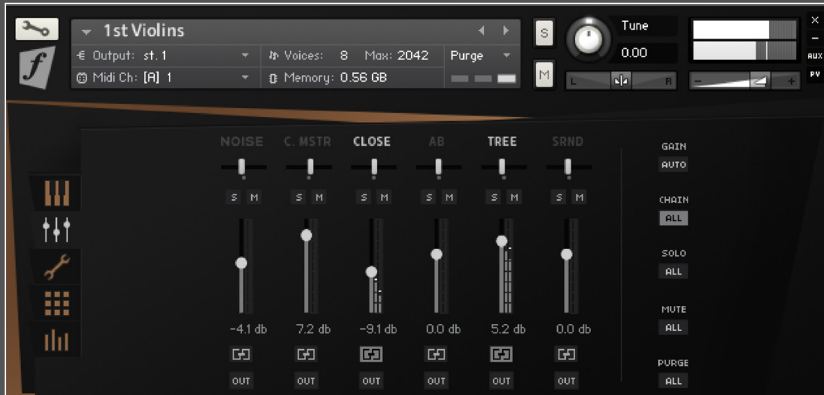 1st Violins
Output: st. 1
Voices: 8 Max: 2042
Purge
Midi Ch: [A] 1
Memory: 0.56 GB
S
M
Tune
0.00
L R
- +
×
-
AUX
PV
NOISE C. MSTR CLOSE AB TREE SRND
S M S M S M S M S M S M
-4.1 db 7.2 db -9.1 db 0.0 db 5.2 db 0.0 db
OUT OUT OUT OUT OUT OUT
GAIN
AUTO
CHAIN
ALL
SOLO
ALL
MUTE
ALL
PURGE
ALL